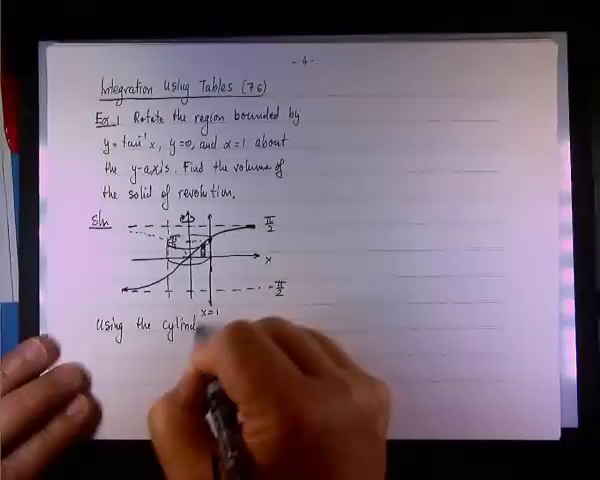 - 4 -
Integration Using Tables (7.6)
Ex. 1 Rotate the region bounded by
y = tan⁻¹ x, y=0, and x=1 about
the y-axis. Find the volume of
the solid of revolution.
Sln
π/2
x
-π/2
x=1
Using the cylind